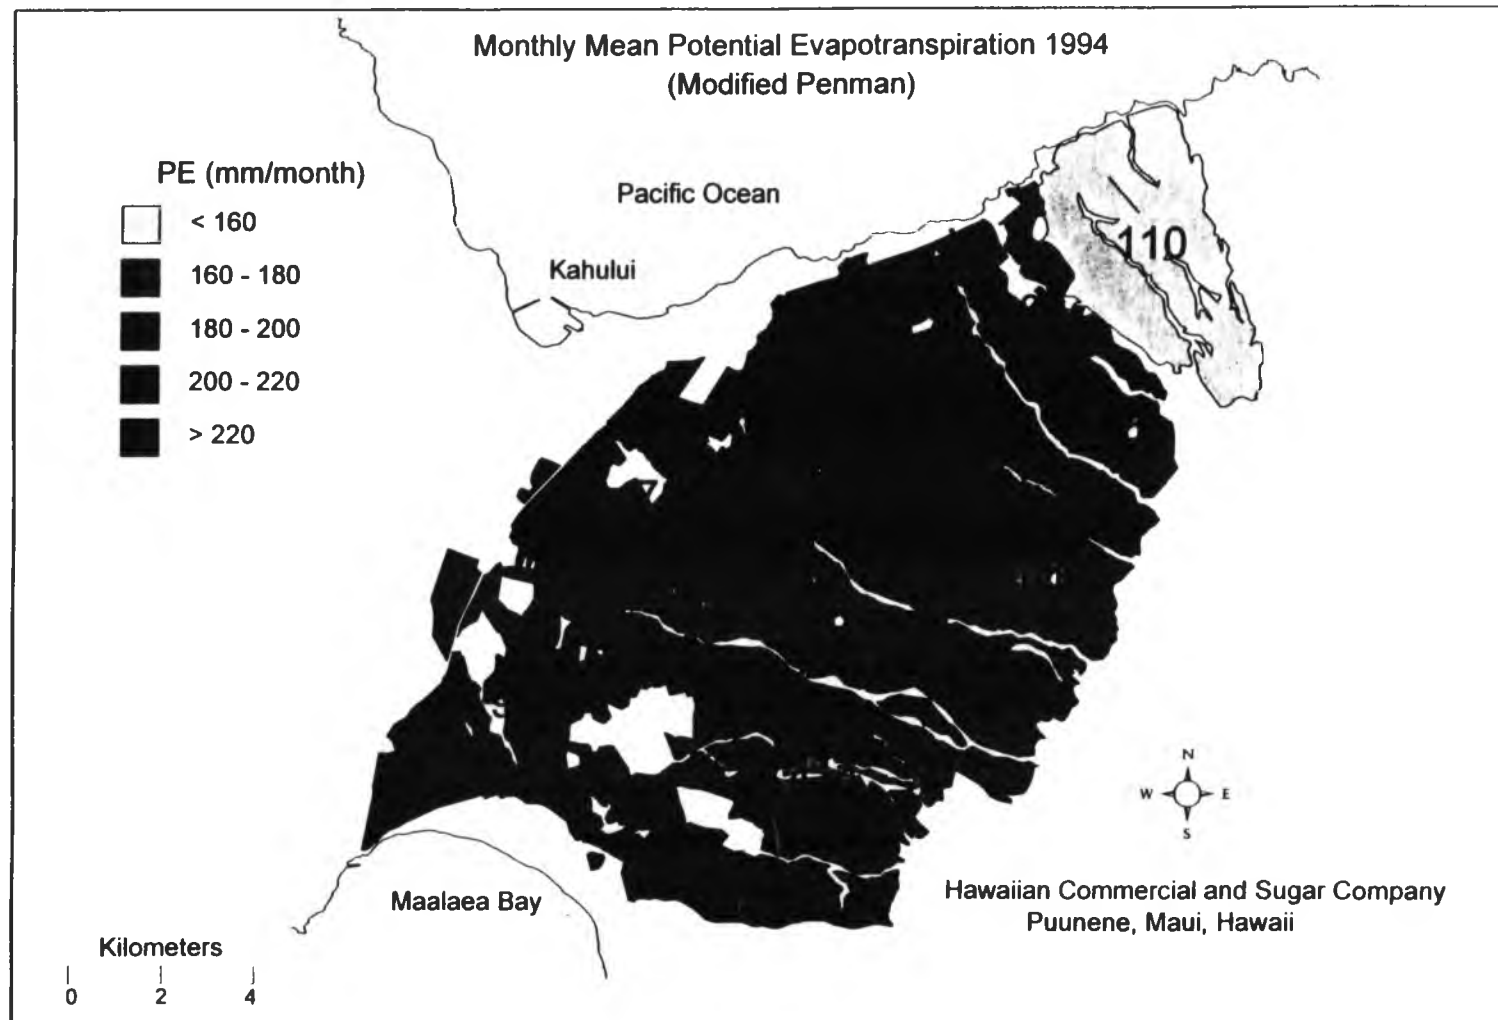 Monthly Mean Potential Evapotranspiration 1994
(Modified Penman)
PE (mm/month)
< 160
160 - 180
180 - 200
200 - 220
> 220
Pacific Ocean
Kahului
110
N
W E
S
Maalaea Bay
Hawaiian Commercial and Sugar Company
Puunene, Maui, Hawaii
Kilometers
0 2 4